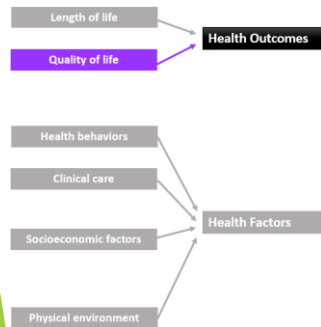 Length of life
Health Outcomes
Quality of life
Health behaviors
Clinical care
Health Factors
Socioeconomic factors
Physical environment